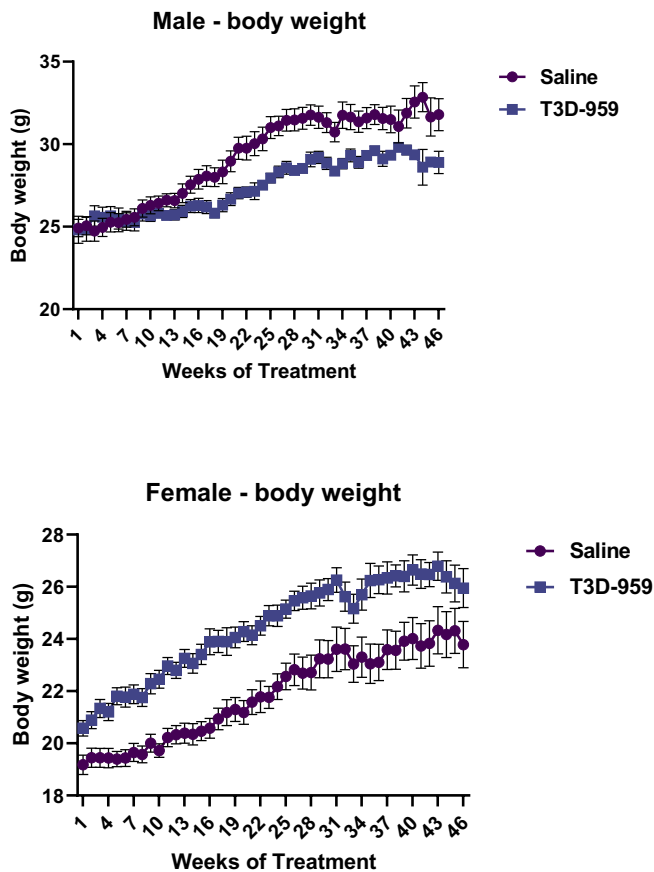 Male - body weight
35
30
25
20
Body weight (g)
1 4 7 10 13 16 19 22 25 28 31 34 37 40 43 46
Weeks of Treatment
Saline
T3D-959
Female - body weight
28
26
24
22
20
18
Body weight (g)
1 4 7 10 13 16 19 22 25 28 31 34 37 40 43 46
Weeks of Treatment
Saline
T3D-959